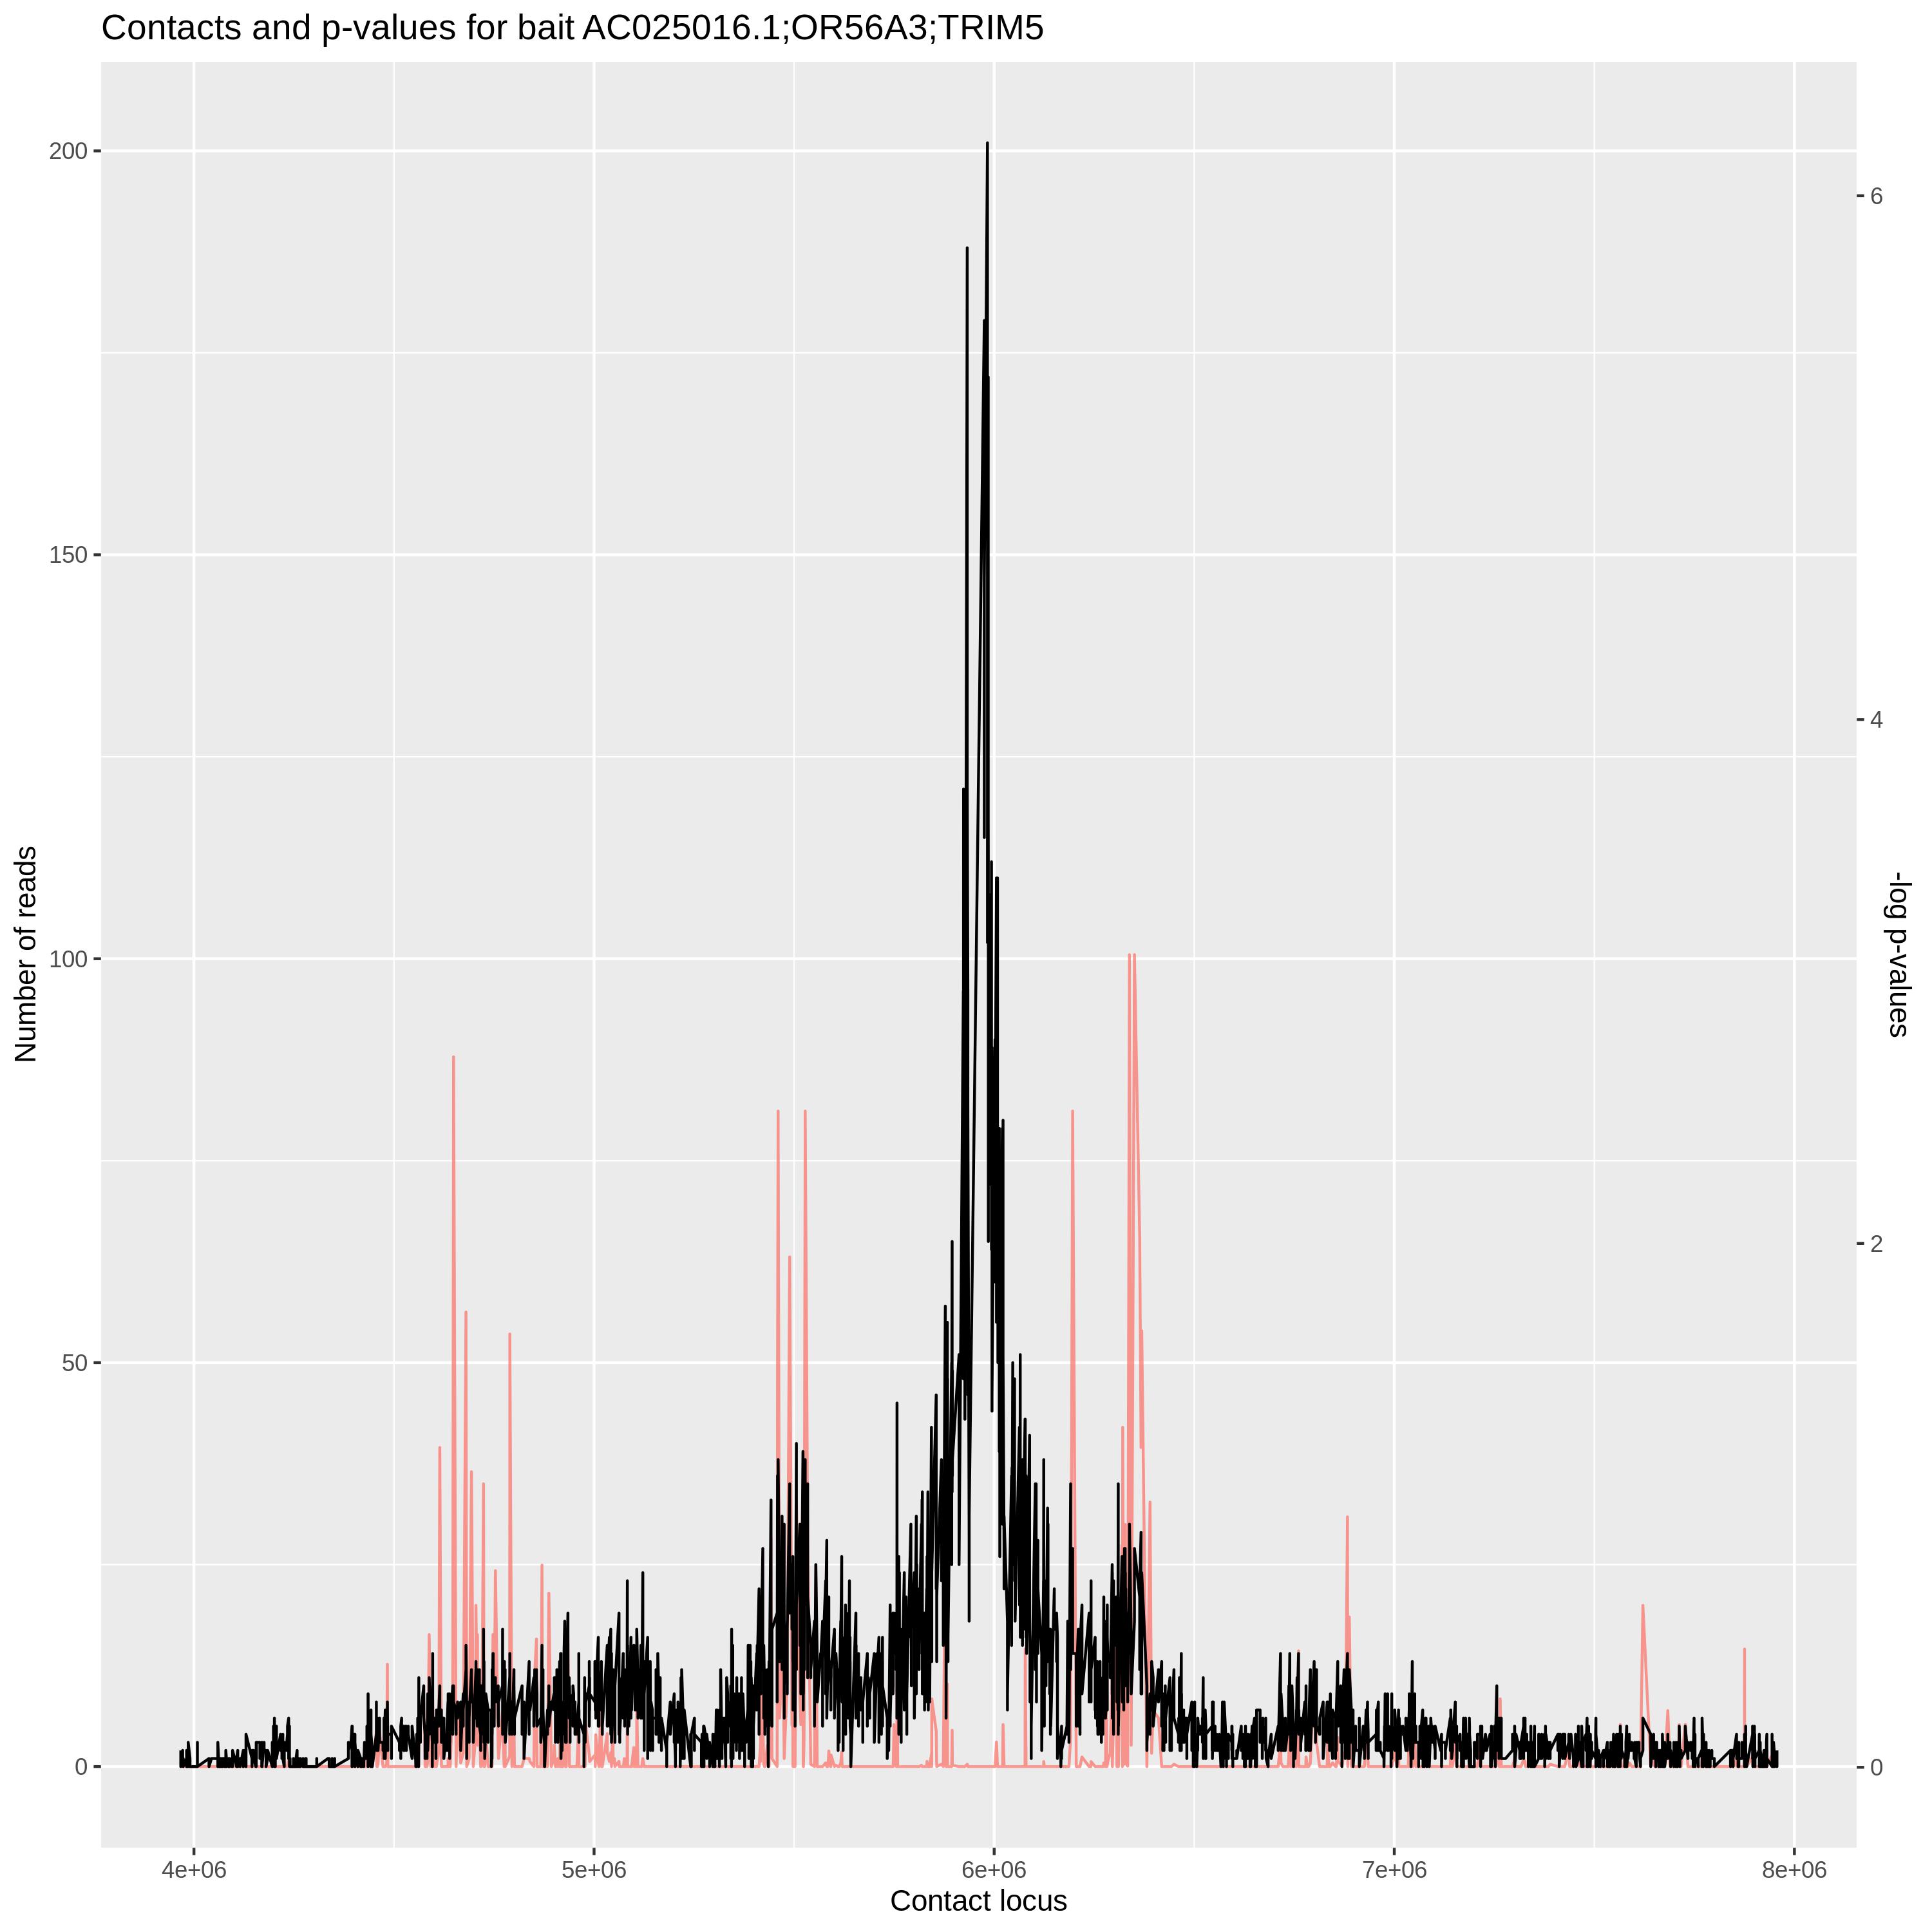 Contacts and p-values for bait AC025016.1;OR56A3;TRIM5
200
150
100
50
0
Number of reads
6
4
2
0
-log p-values
4e+06
5e+06
6e+06
7e+06
8e+06
Contact locus